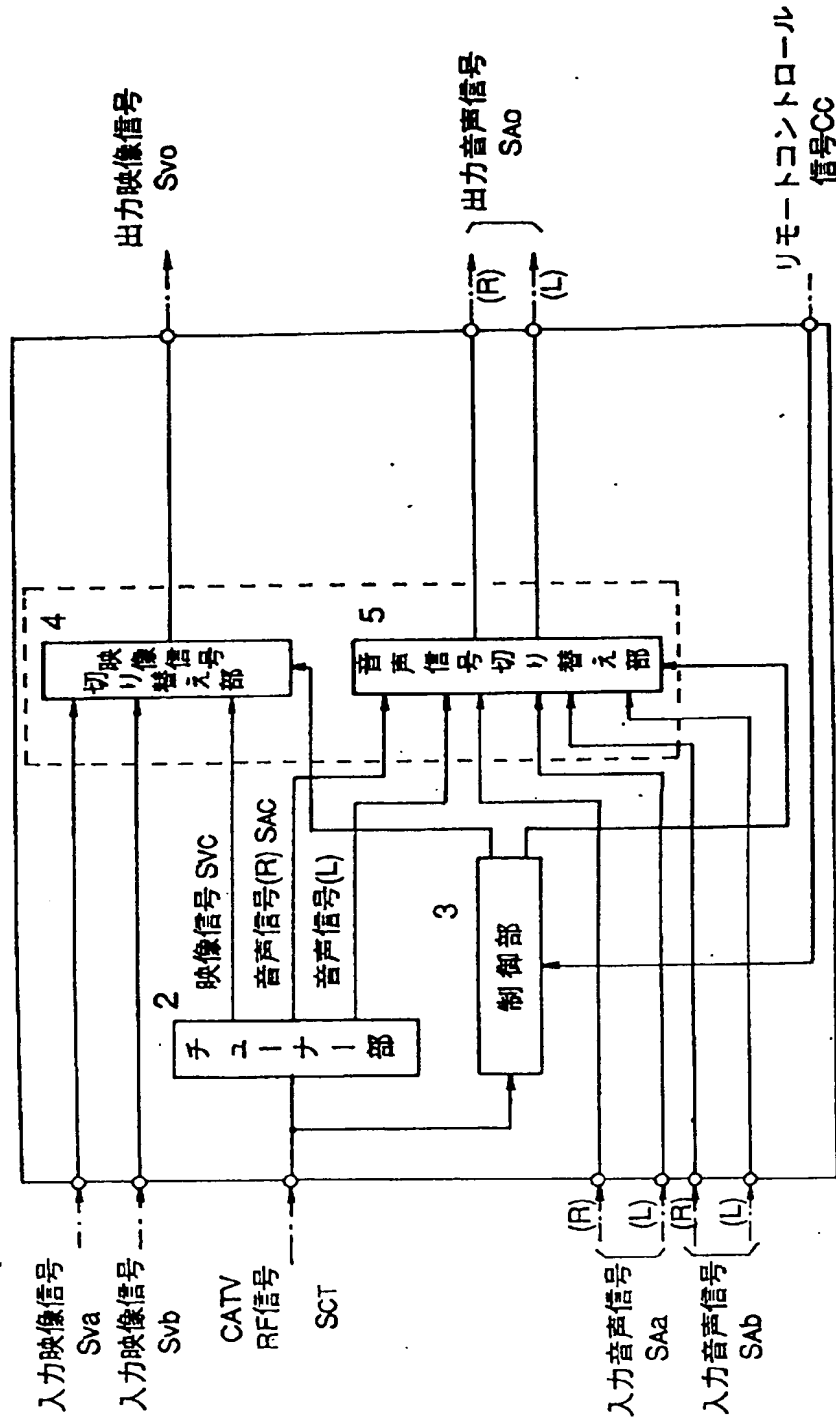 入力映像信号
Sva
入力映像信号
Svb
CATV
RF信号
SCT
入力音声信号
SAa
(R)
(L)
入力音声信号
SAb
(R)
(L)
2
チューナー部
映像信号 SVC
音声信号(R) SAC
音声信号(L)
3
制御部
4
映像信号
切り替え
部
5
音声信号切り替え部
出力映像信号
Svo
出力音声信号
SAo
(R)
(L)
リモートコントロール
信号CC